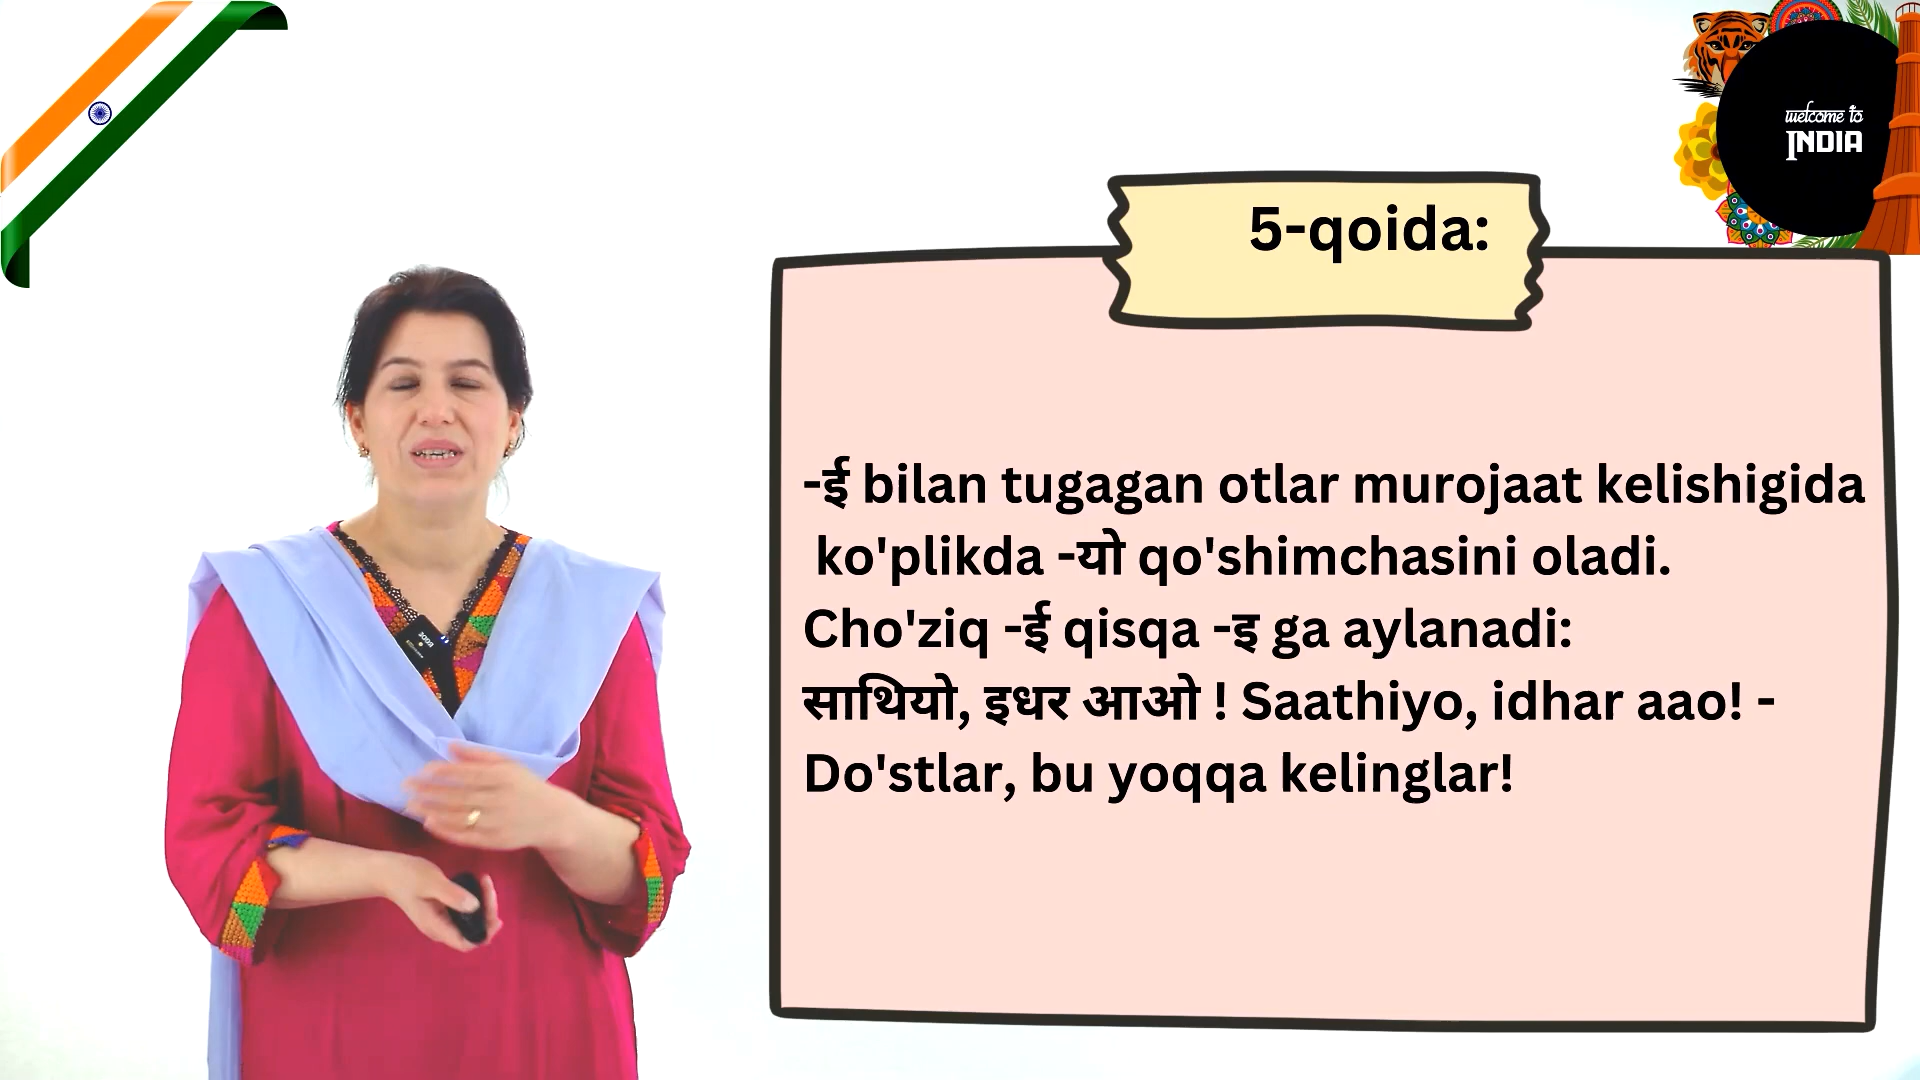 welcome to
INDIA
5-qoida:
-ई bilan tugagan otlar murojaat kelishigida
ko'plikda -यो qo'shimchasini oladi.
Cho'ziq -ई qisqa -इ ga aylanadi:
साथियो, इधर आओ ! Saathiyo, idhar aao! -
Do'stlar, bu yoqqa kelinglar!